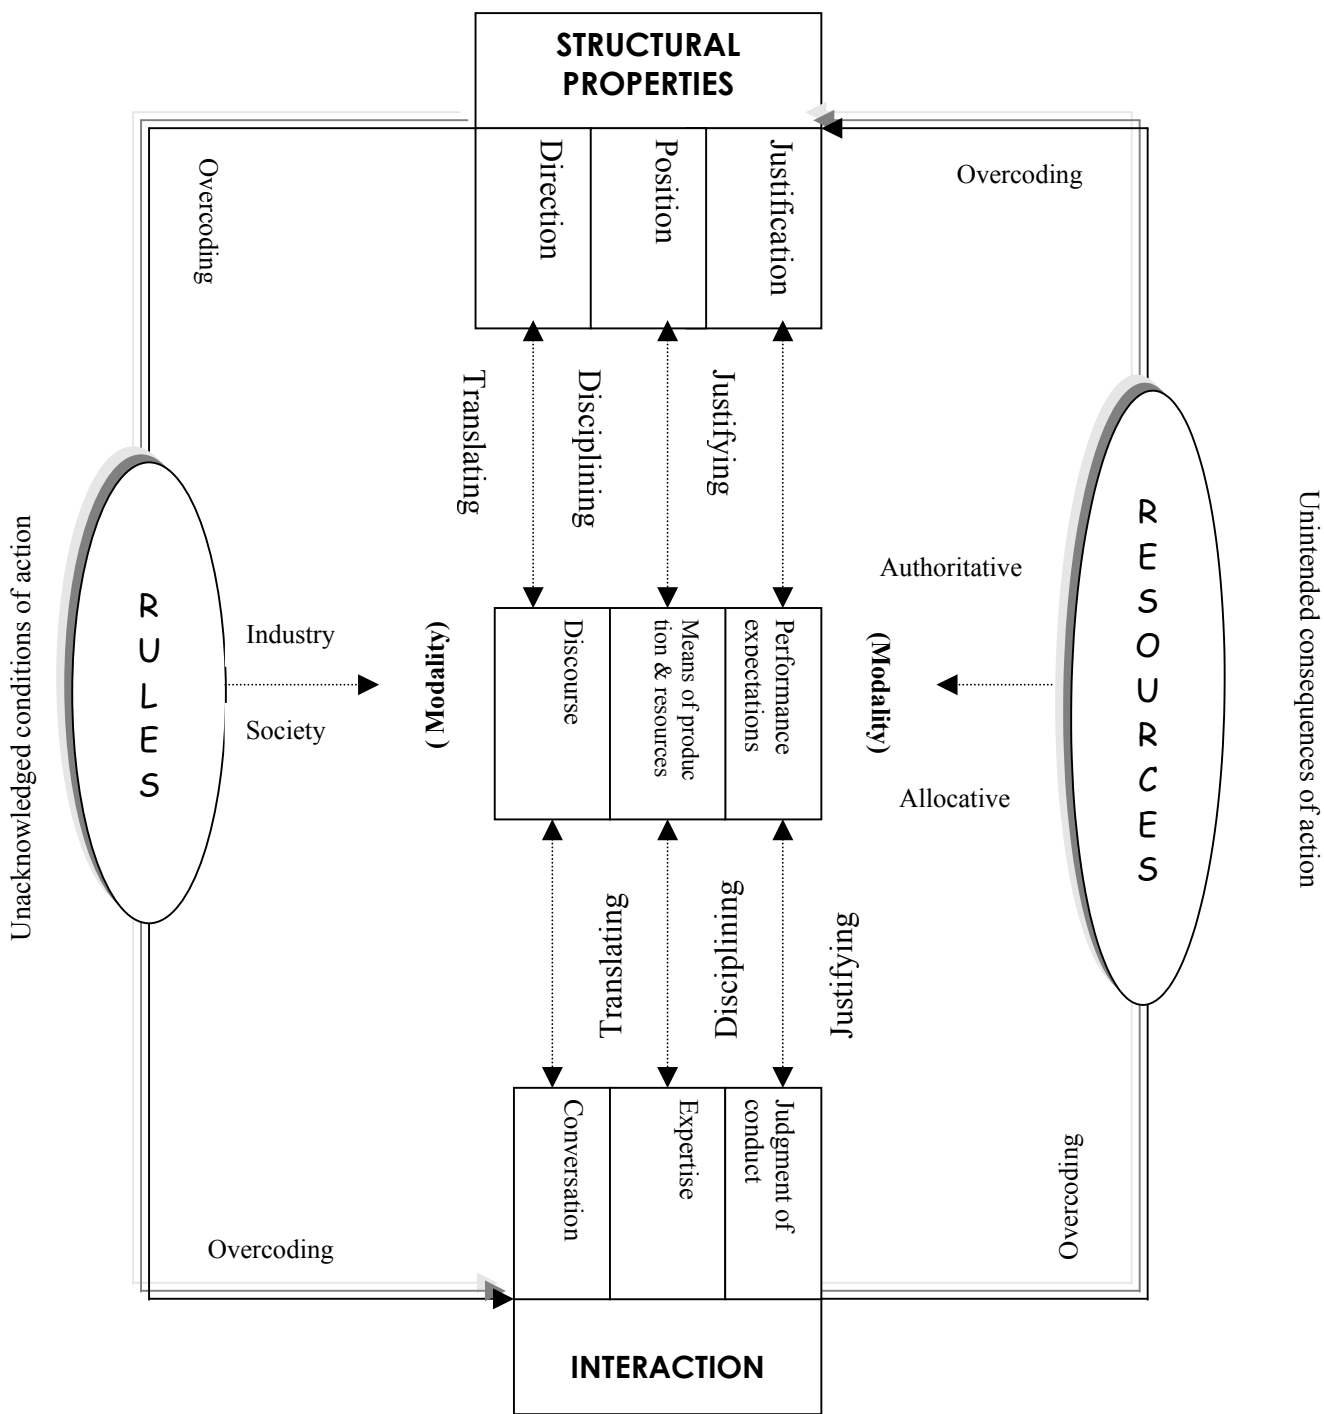 STRUCTURAL
PROPERTIES
Direction
Position
Justification
Overcoding
Overcoding
Translating
Disciplining
Justifying
Unacknowledged conditions of action
RULES
Industry
Society
( Modality)
Discourse
Means of produc
tion & resources
Performance
expectations
(Modality)
Authoritative
Allocative
RESOURCES
Unintended consequences of action
Translating
Disciplining
Justifying
Conversation
Expertise
Judgment of
conduct
Overcoding
Overcoding
INTERACTION